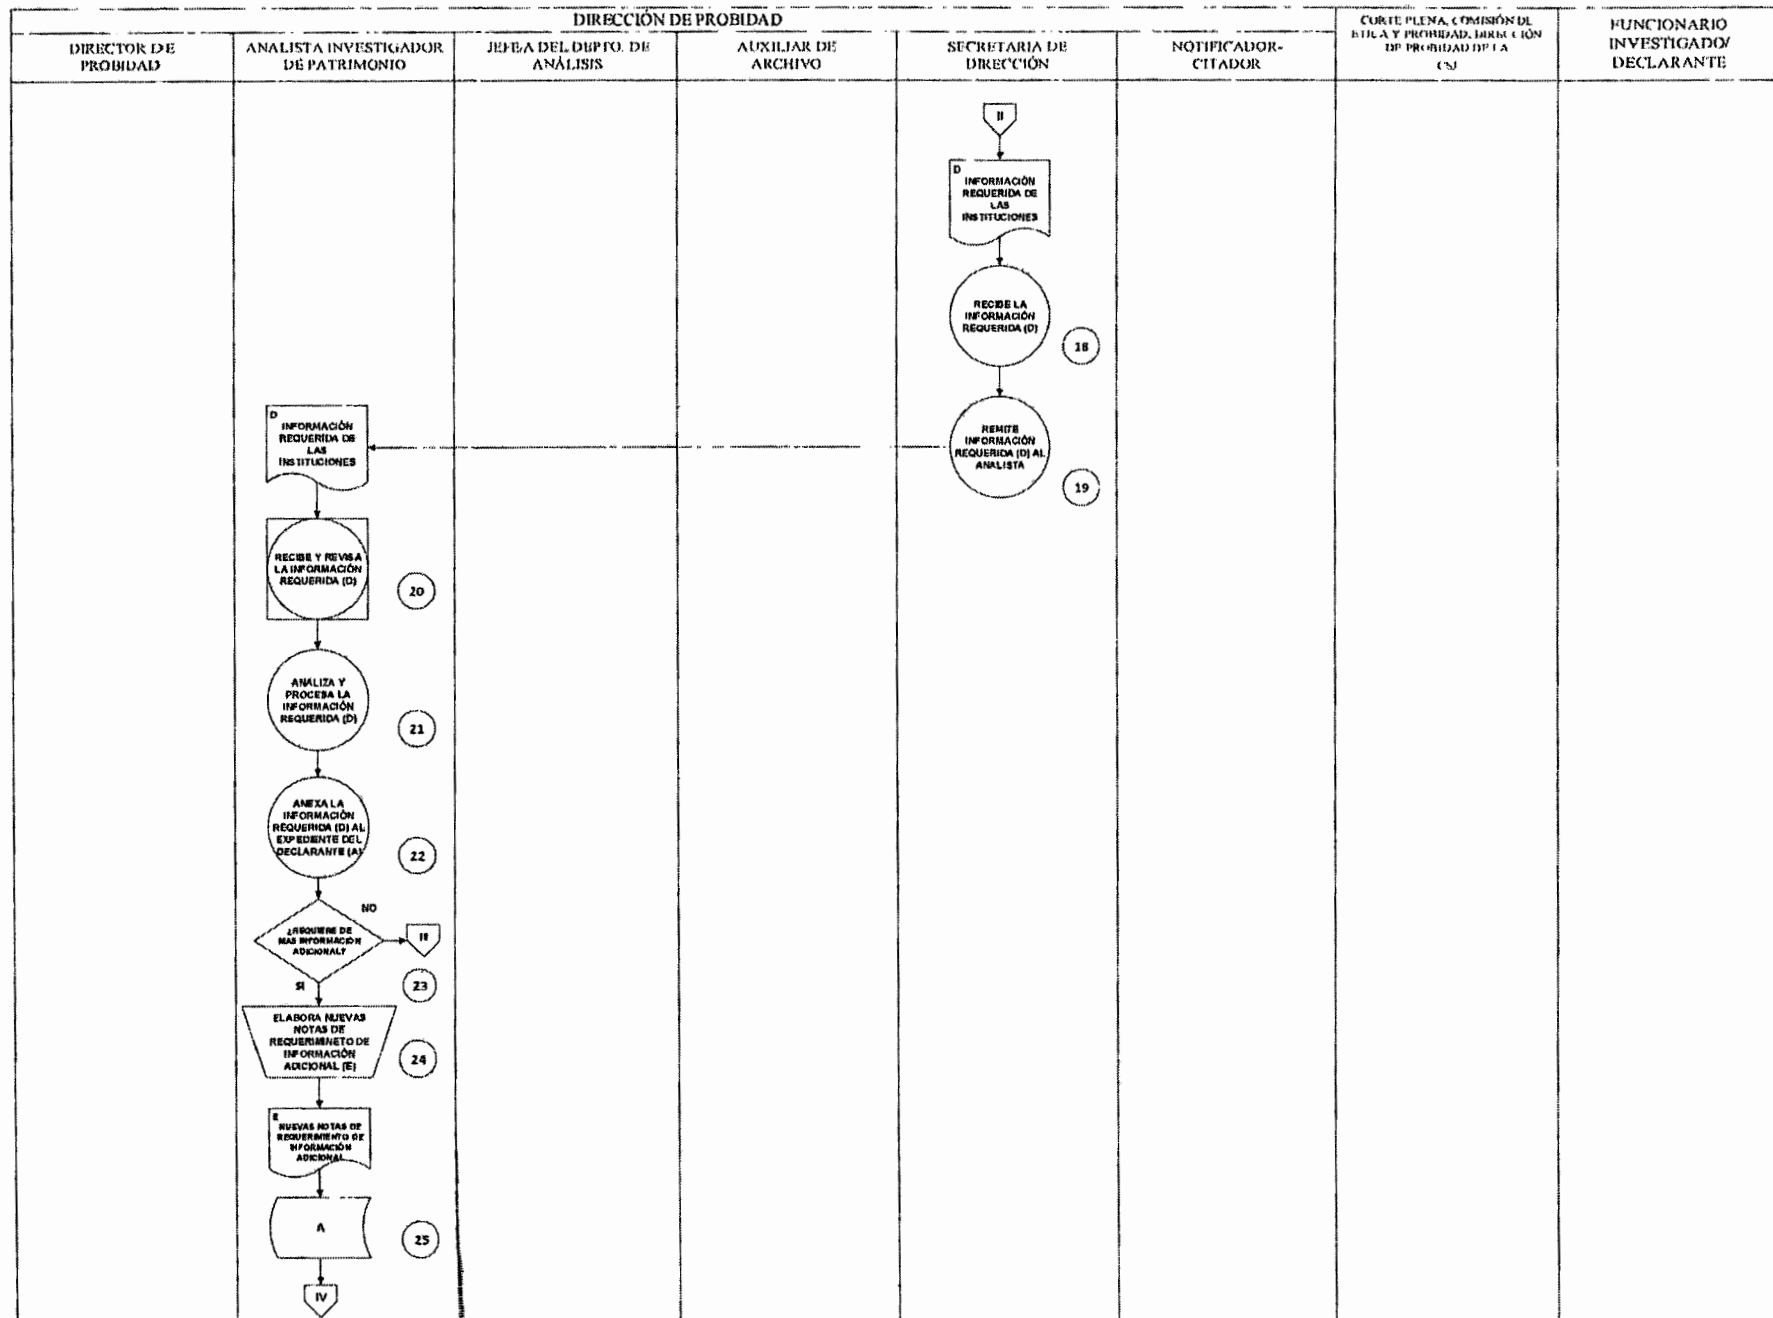 DIRECCIÓN DE PROBIDAD
DIRECTOR DE
PROBIDAD
ANALISTA INVESTIGADOR
DE PATRIMONIO
JEFE/A DEL DEPTO. DE
ANÁLISIS
AUXILIAR DE
ARCHIVO
SECRETARIA DE
DIRECCIÓN
NOTIFICADOR-
CITADOR
CORTE PLENA, COMISIÓN DE
ETICA Y PROBIDAD, DIRECCIÓN
DE PROBIDAD DE LA
CSJ
FUNCIONARIO
INVESTIGADO/
DECLARANTE
II
D
INFORMACIÓN
REQUERIDA DE
LAS
INSTITUCIONES
RECIBE LA
INFORMACIÓN
REQUERIDA (D)
18
REMITE
INFORMACIÓN
REQUERIDA (D) AL
ANALISTA
19
D
INFORMACIÓN
REQUERIDA DE
LAS
INSTITUCIONES
RECIBE Y REVISA
LA INFORMACIÓN
REQUERIDA (D)
20
ANALIZA Y
PROCESA LA
INFORMACIÓN
REQUERIDA (D)
21
ANEXA LA
INFORMACIÓN
REQUERIDA (D) AL
EXPEDIENTE DEL
DECLARANTE (A)
22
NO
¿REQUIERE DE
MAS INFORMACIÓN
ADICIONAL?
SI
23
ELABORA NUEVAS
NOTAS DE
REQUERIMINETO DE
INFORMACIÓN
ADICIONAL (E)
24
E
NUEVAS NOTAS DE
REQUERIMIENTO DE
INFORMACIÓN
ADICIONAL
A
25
IV